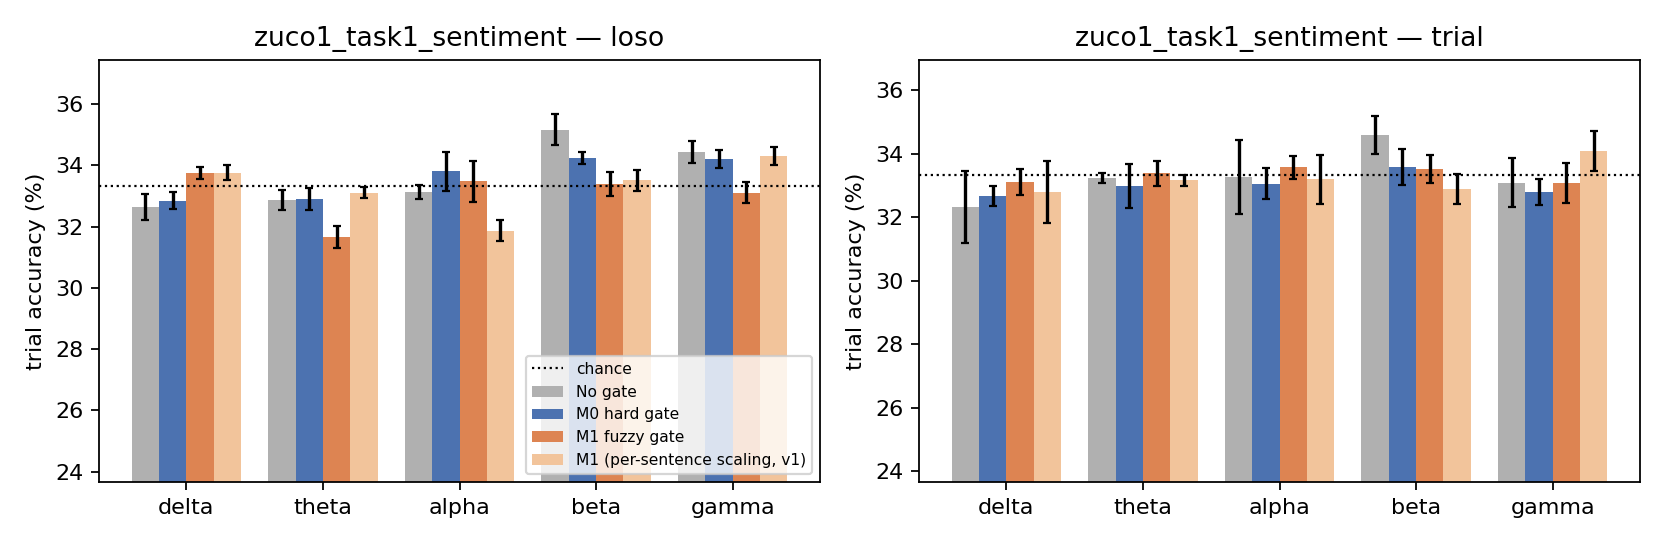 zuco1_task1_sentiment — loso
trial accuracy (%)
36
34
32
30
28
26
24
delta theta alpha beta gamma
chance
No gate
M0 hard gate
M1 fuzzy gate
M1 (per-sentence scaling, v1)
zuco1_task1_sentiment — trial
trial accuracy (%)
36
34
32
30
28
26
24
delta theta alpha beta gamma